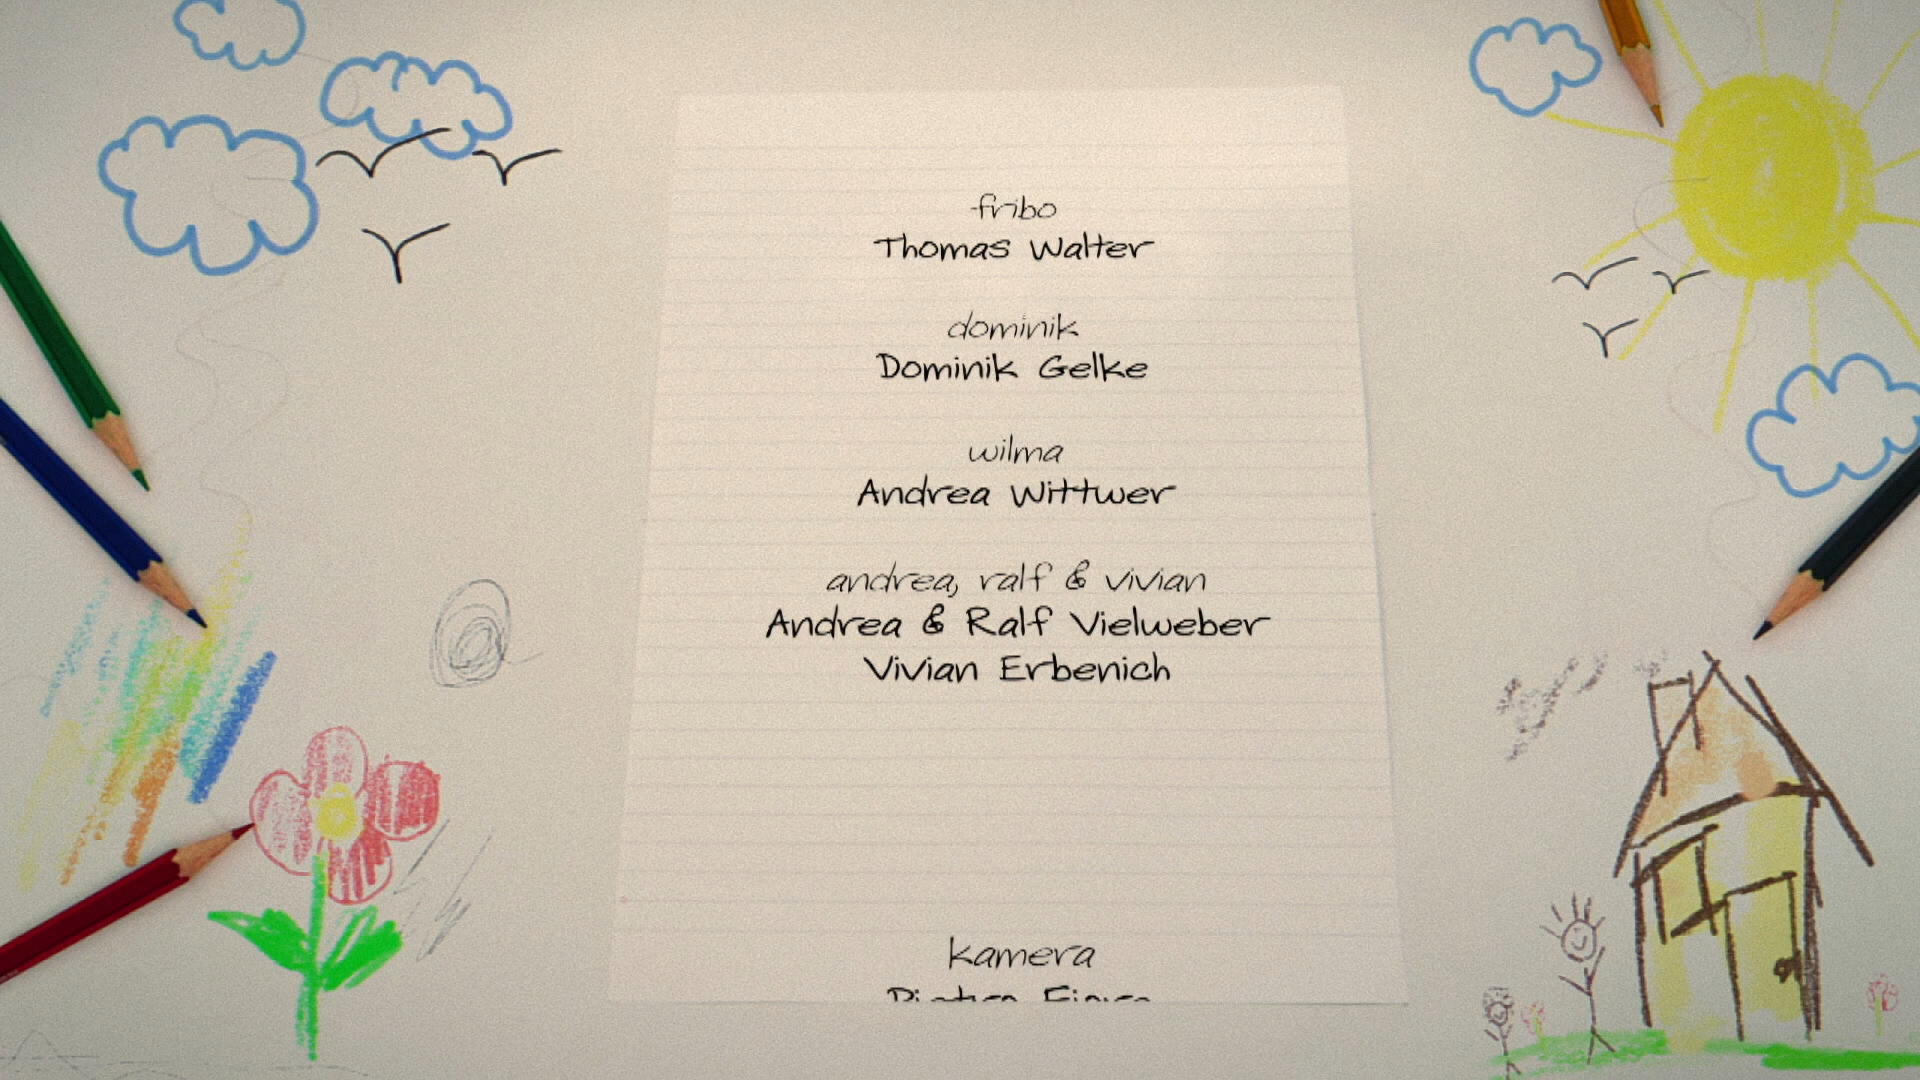 fribo
Thomas Walter
dominik
Dominik Gelke
wilma
Andrea Wittwer
andrea, ralf & vivian
Andrea & Ralf Vielweber
Vivian Erbenich
kamera